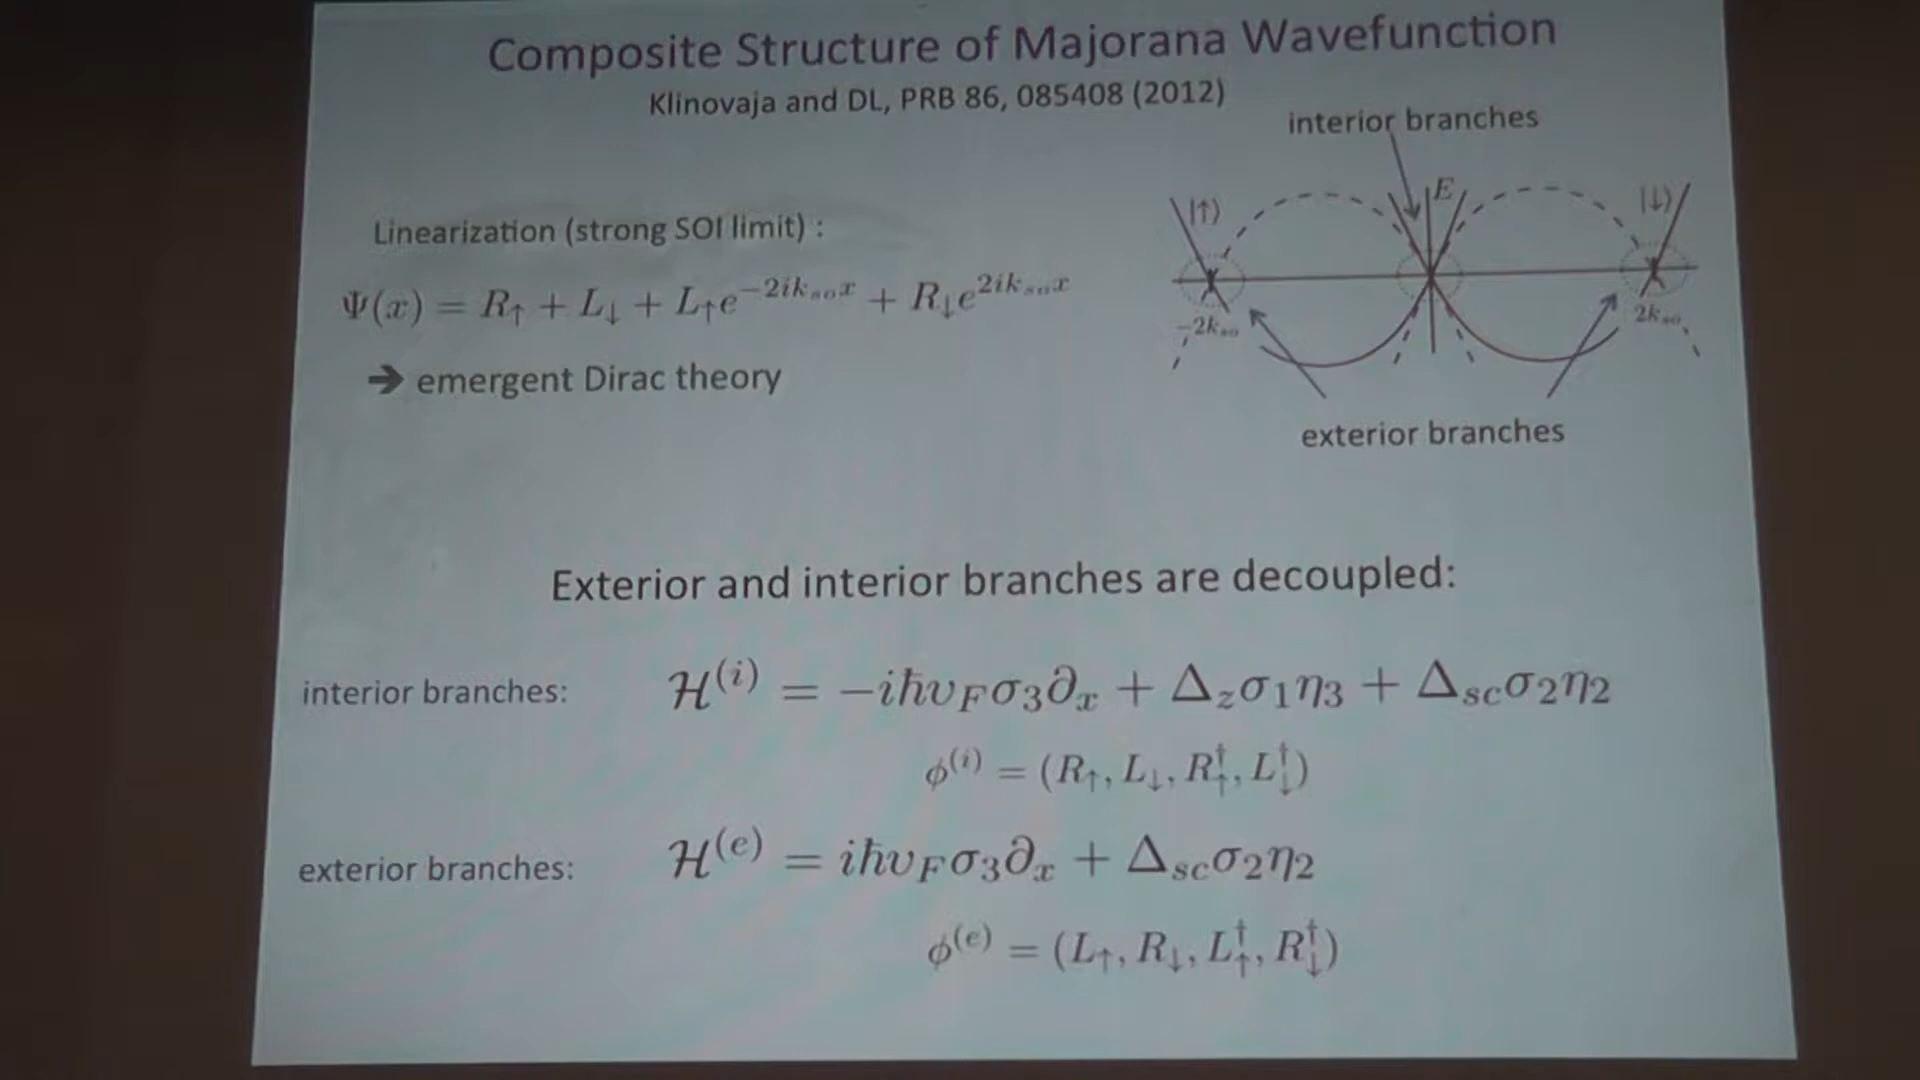 Composite Structure of Majorana Wavefunction
Klinovaja and DL, PRB 86, 085408 (2012)
interior branches
E
|↑⟩
|↓⟩
Linearization (strong SOI limit) :
Ψ(x) = R↑ + L↓ + L↑e^{−2ik_{so}x} + R↓e^{2ik_{so}x}
−2k_{so}
2k_{so}
➔ emergent Dirac theory
exterior branches
Exterior and interior branches are decoupled:
interior branches: ℋ^{(i)} = −iħυ_Fσ_3∂_x + Δ_zσ_1η_3 + Δ_{sc}σ_2η_2
ϕ^{(i)} = (R↑, L↓, R↑^†, L↓^†)
exterior branches: ℋ^{(e)} = iħυ_Fσ_3∂_x + Δ_{sc}σ_2η_2
ϕ^{(e)} = (L↑, R↓, L↑^†, R↓^†)